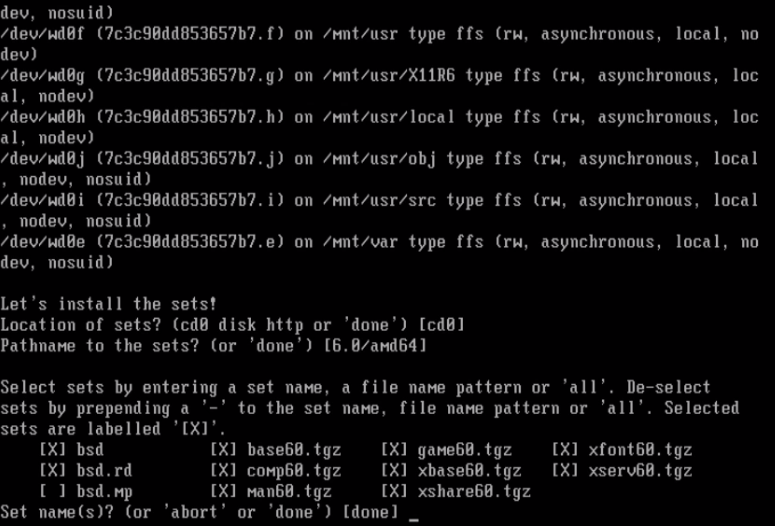 dev, nosuid)
/dev/wd0f (7c3c90dd853657b7.f) on /mnt/usr type ffs (rw, asynchronous, local, no
dev)
/dev/wd0g (7c3c90dd853657b7.g) on /mnt/usr/X11R6 type ffs (rw, asynchronous, loc
al, nodev)
/dev/wd0h (7c3c90dd853657b7.h) on /mnt/usr/local type ffs (rw, asynchronous, loc
al, nodev)
/dev/wd0j (7c3c90dd853657b7.j) on /mnt/usr/obj type ffs (rw, asynchronous, local
, nodev, nosuid)
/dev/wd0i (7c3c90dd853657b7.i) on /mnt/usr/src type ffs (rw, asynchronous, local
, nodev, nosuid)
/dev/wd0e (7c3c90dd853657b7.e) on /mnt/var type ffs (rw, asynchronous, local, no
dev, nosuid)
Let's install the sets!
Location of sets? (cd0 disk http or 'done') [cd0]
Pathname to the sets? (or 'done') [6.0/amd64]
Select sets by entering a set name, a file name pattern or 'all'. De-select
sets by prepending a '-' to the set name, file name pattern or 'all'. Selected
sets are labelled '[X]'.
[X] bsd [X] base60.tgz [X] game60.tgz [X] xfont60.tgz
[X] bsd.rd [X] comp60.tgz [X] xbase60.tgz [X] xserv60.tgz
[ ] bsd.mp [X] man60.tgz [X] xshare60.tgz
Set name(s)? (or 'abort' or 'done') [done] _